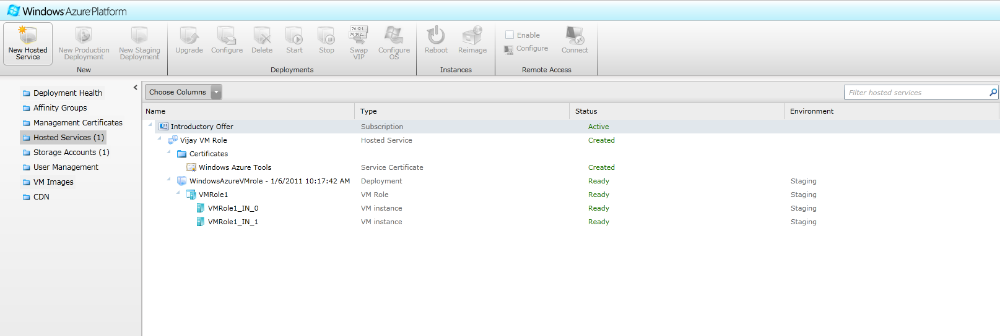 Windows Azure Platform
New Hosted
Service
New Production
Deployment
New Staging
Deployment
New
Upgrade
Configure
Delete
Start
Stop
70.121...
70.102...
Swap
VIP
Configure
OS
Deployments
Reboot
Reimage
Instances
Enable
Configure
Connect
Remote Access
Deployment Health
Affinity Groups
Management Certificates
Hosted Services (1)
Storage Accounts (1)
User Management
VM Images
CDN
Choose Columns
Filter hosted services
Name Type Status Environment
Introductory Offer Subscription Active
Vijay VM Role Hosted Service Created
Certificates
Windows Azure Tools Service Certificate Created
WindowsAzureVMrole - 1/6/2011 10:17:42 AM Deployment Ready Staging
VMRole1 VM Role Ready Staging
VMRole1_IN_0 VM instance Ready Staging
VMRole1_IN_1 VM instance Ready Staging